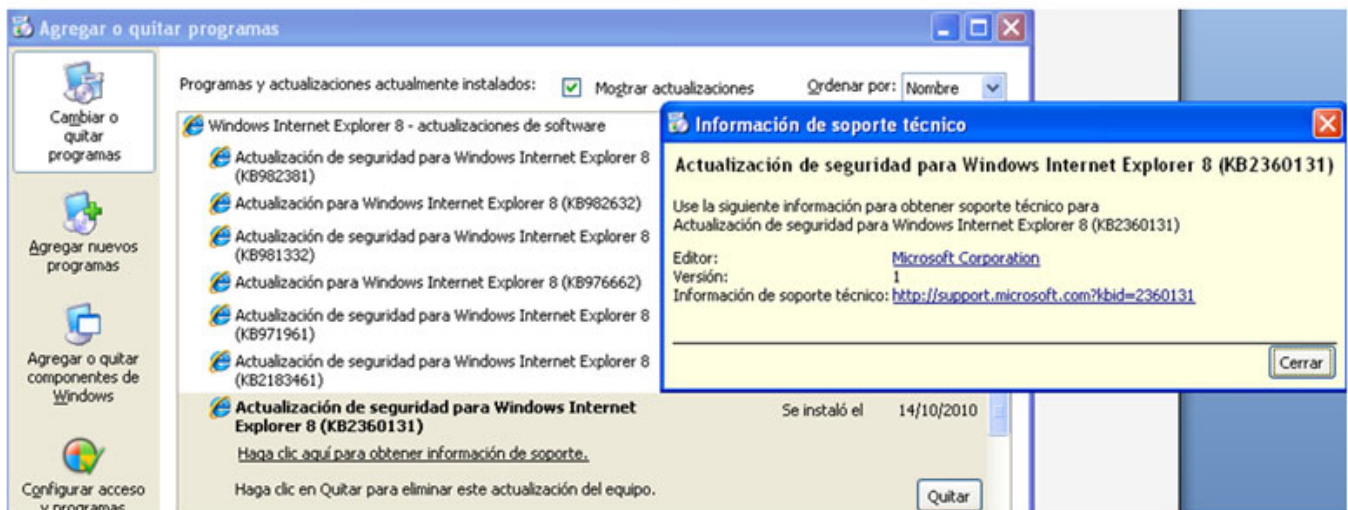 Agregar o quitar programas
Cambiar o
quitar
programas
Agregar nuevos
programas
Agregar o quitar
componentes de
Windows
Configurar acceso
y programas
Programas y actualizaciones actualmente instalados:
Mostrar actualizaciones
Ordenar por:
Nombre
Windows Internet Explorer 8 - actualizaciones de software
Actualización de seguridad para Windows Internet Explorer 8
(KB982381)
Actualización para Windows Internet Explorer 8 (KB982632)
Actualización de seguridad para Windows Internet Explorer 8
(KB981332)
Actualización para Windows Internet Explorer 8 (KB976662)
Actualización de seguridad para Windows Internet Explorer 8
(KB971961)
Actualización de seguridad para Windows Internet Explorer 8
(KB2183461)
Actualización de seguridad para Windows Internet
Explorer 8 (KB2360131)
Se instaló el 14/10/2010
Haga clic aquí para obtener información de soporte.
Haga clic en Quitar para eliminar este actualización del equipo.
Quitar
Información de soporte técnico
Actualización de seguridad para Windows Internet Explorer 8 (KB2360131)
Use la siguiente información para obtener soporte técnico para
Actualización de seguridad para Windows Internet Explorer 8 (KB2360131)
Editor: Microsoft Corporation
Versión: 1
Información de soporte técnico: http://support.microsoft.com?kbid=2360131
Cerrar